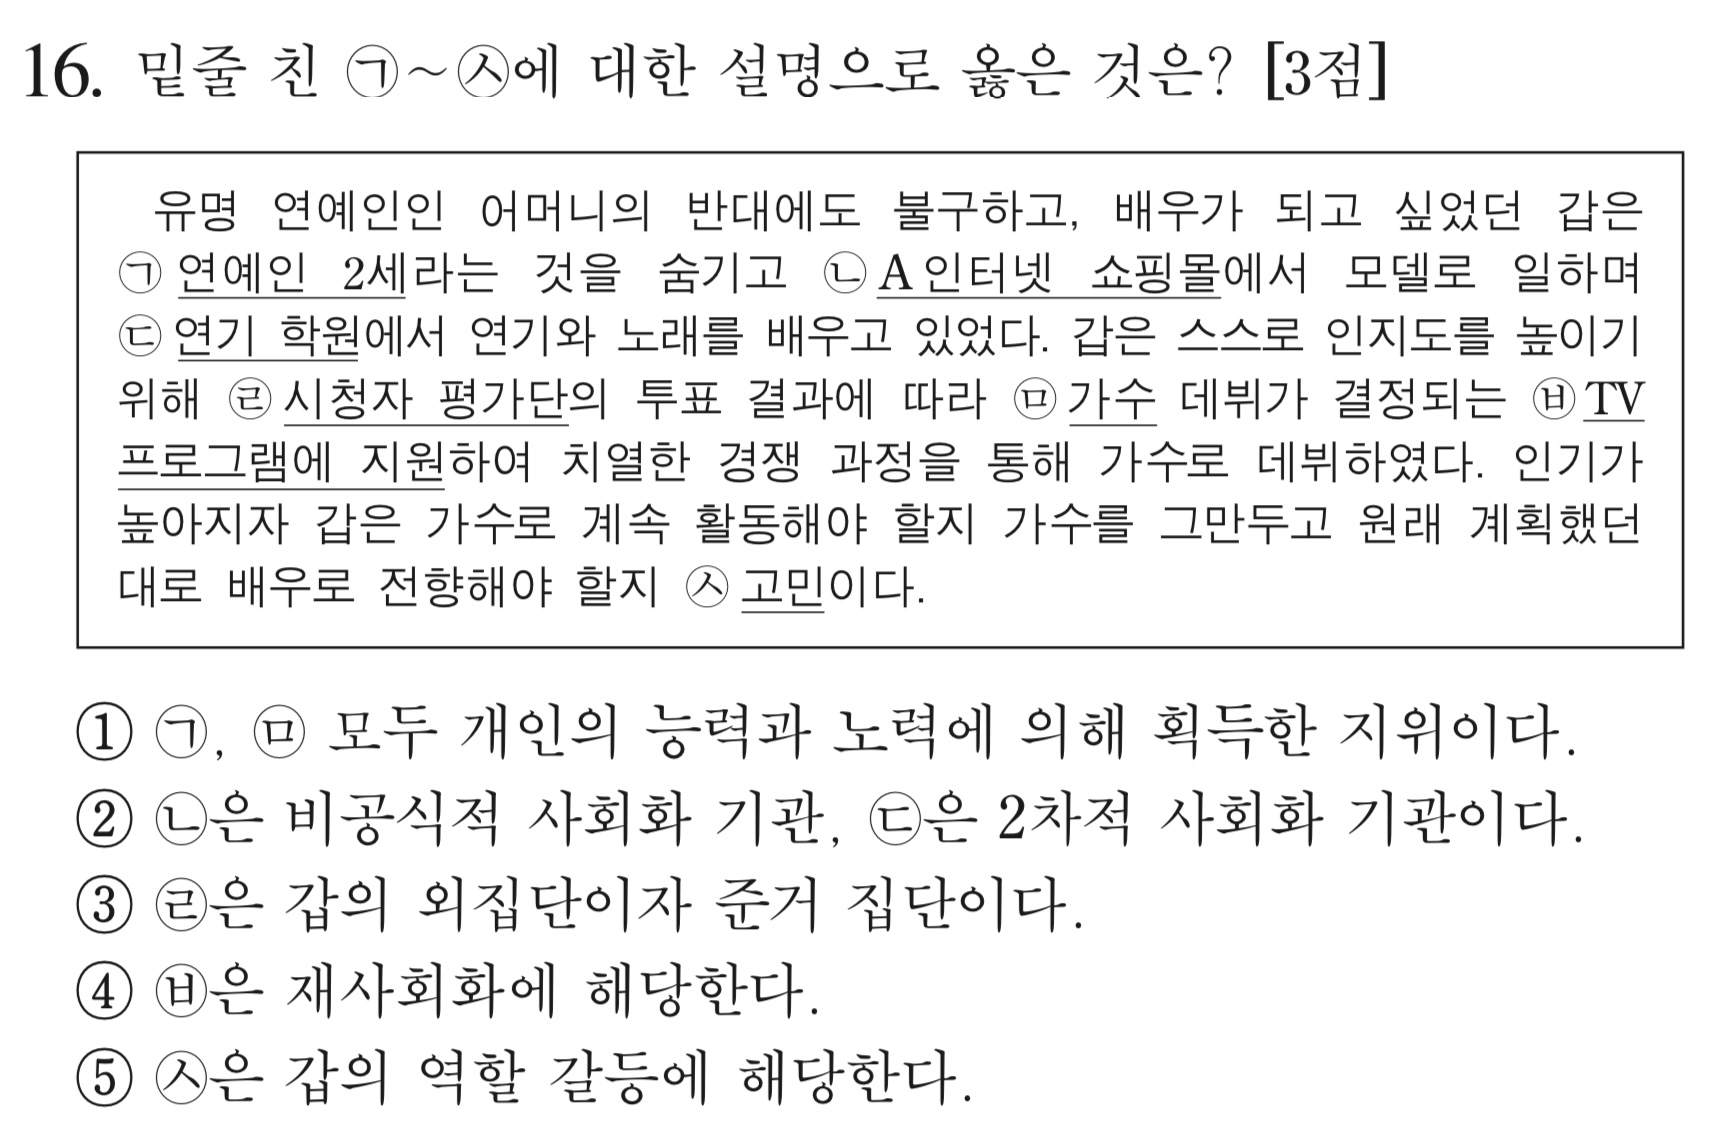 16. 밑줄 친 ㉠~㉦에 대한 설명으로 옳은 것은? [3점]
유명 연예인인 어머니의 반대에도 불구하고, 배우가 되고 싶었던 갑은
㉠ 연예인 2세라는 것을 숨기고 ㉡ A 인터넷 쇼핑몰에서 모델로 일하며
㉢ 연기 학원에서 연기와 노래를 배우고 있었다. 갑은 스스로 인지도를 높이기
위해 ㉣ 시청자 평가단의 투표 결과에 따라 ㉤ 가수 데뷔가 결정되는 ㉥ TV
프로그램에 지원하여 치열한 경쟁 과정을 통해 가수로 데뷔하였다. 인기가
높아지자 갑은 가수로 계속 활동해야 할지 가수를 그만두고 원래 계획했던
대로 배우로 전향해야 할지 ㉦ 고민이다.
① ㉠, ㉤ 모두 개인의 능력과 노력에 의해 획득한 지위이다.
② ㉡은 비공식적 사회화 기관, ㉢은 2차적 사회화 기관이다.
③ ㉣은 갑의 외집단이자 준거 집단이다.
④ ㉥은 재사회화에 해당한다.
⑤ ㉦은 갑의 역할 갈등에 해당한다.